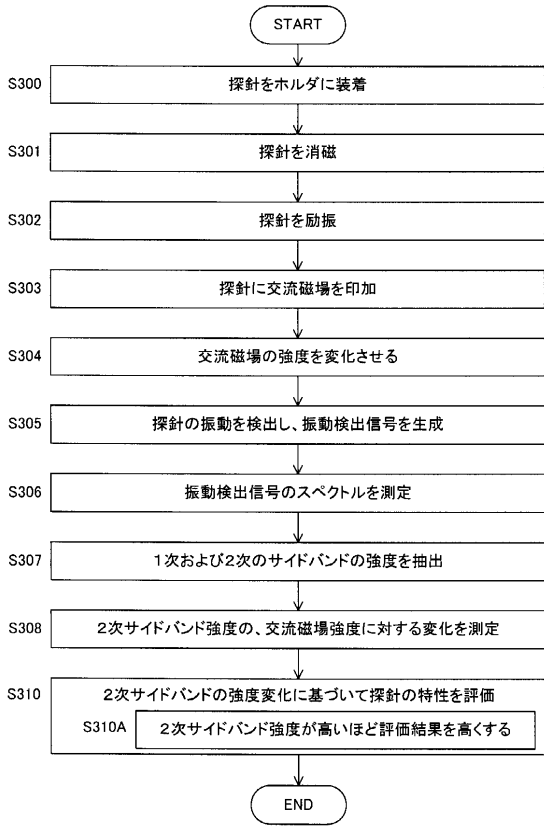 START
S300 探針をホルダに装着
S301 探針を消磁
S302 探針を励振
S303 探針に交流磁場を印加
S304 交流磁場の強度を変化させる
S305 探針の振動を検出し、振動検出信号を生成
S306 振動検出信号のスペクトルを測定
S307 1次および2次のサイドバンドの強度を抽出
S308 2次サイドバンド強度の、交流磁場強度に対する変化を測定
S310 2次サイドバンドの強度変化に基づいて探針の特性を評価
S310A 2次サイドバンド強度が高いほど評価結果を高くする
END